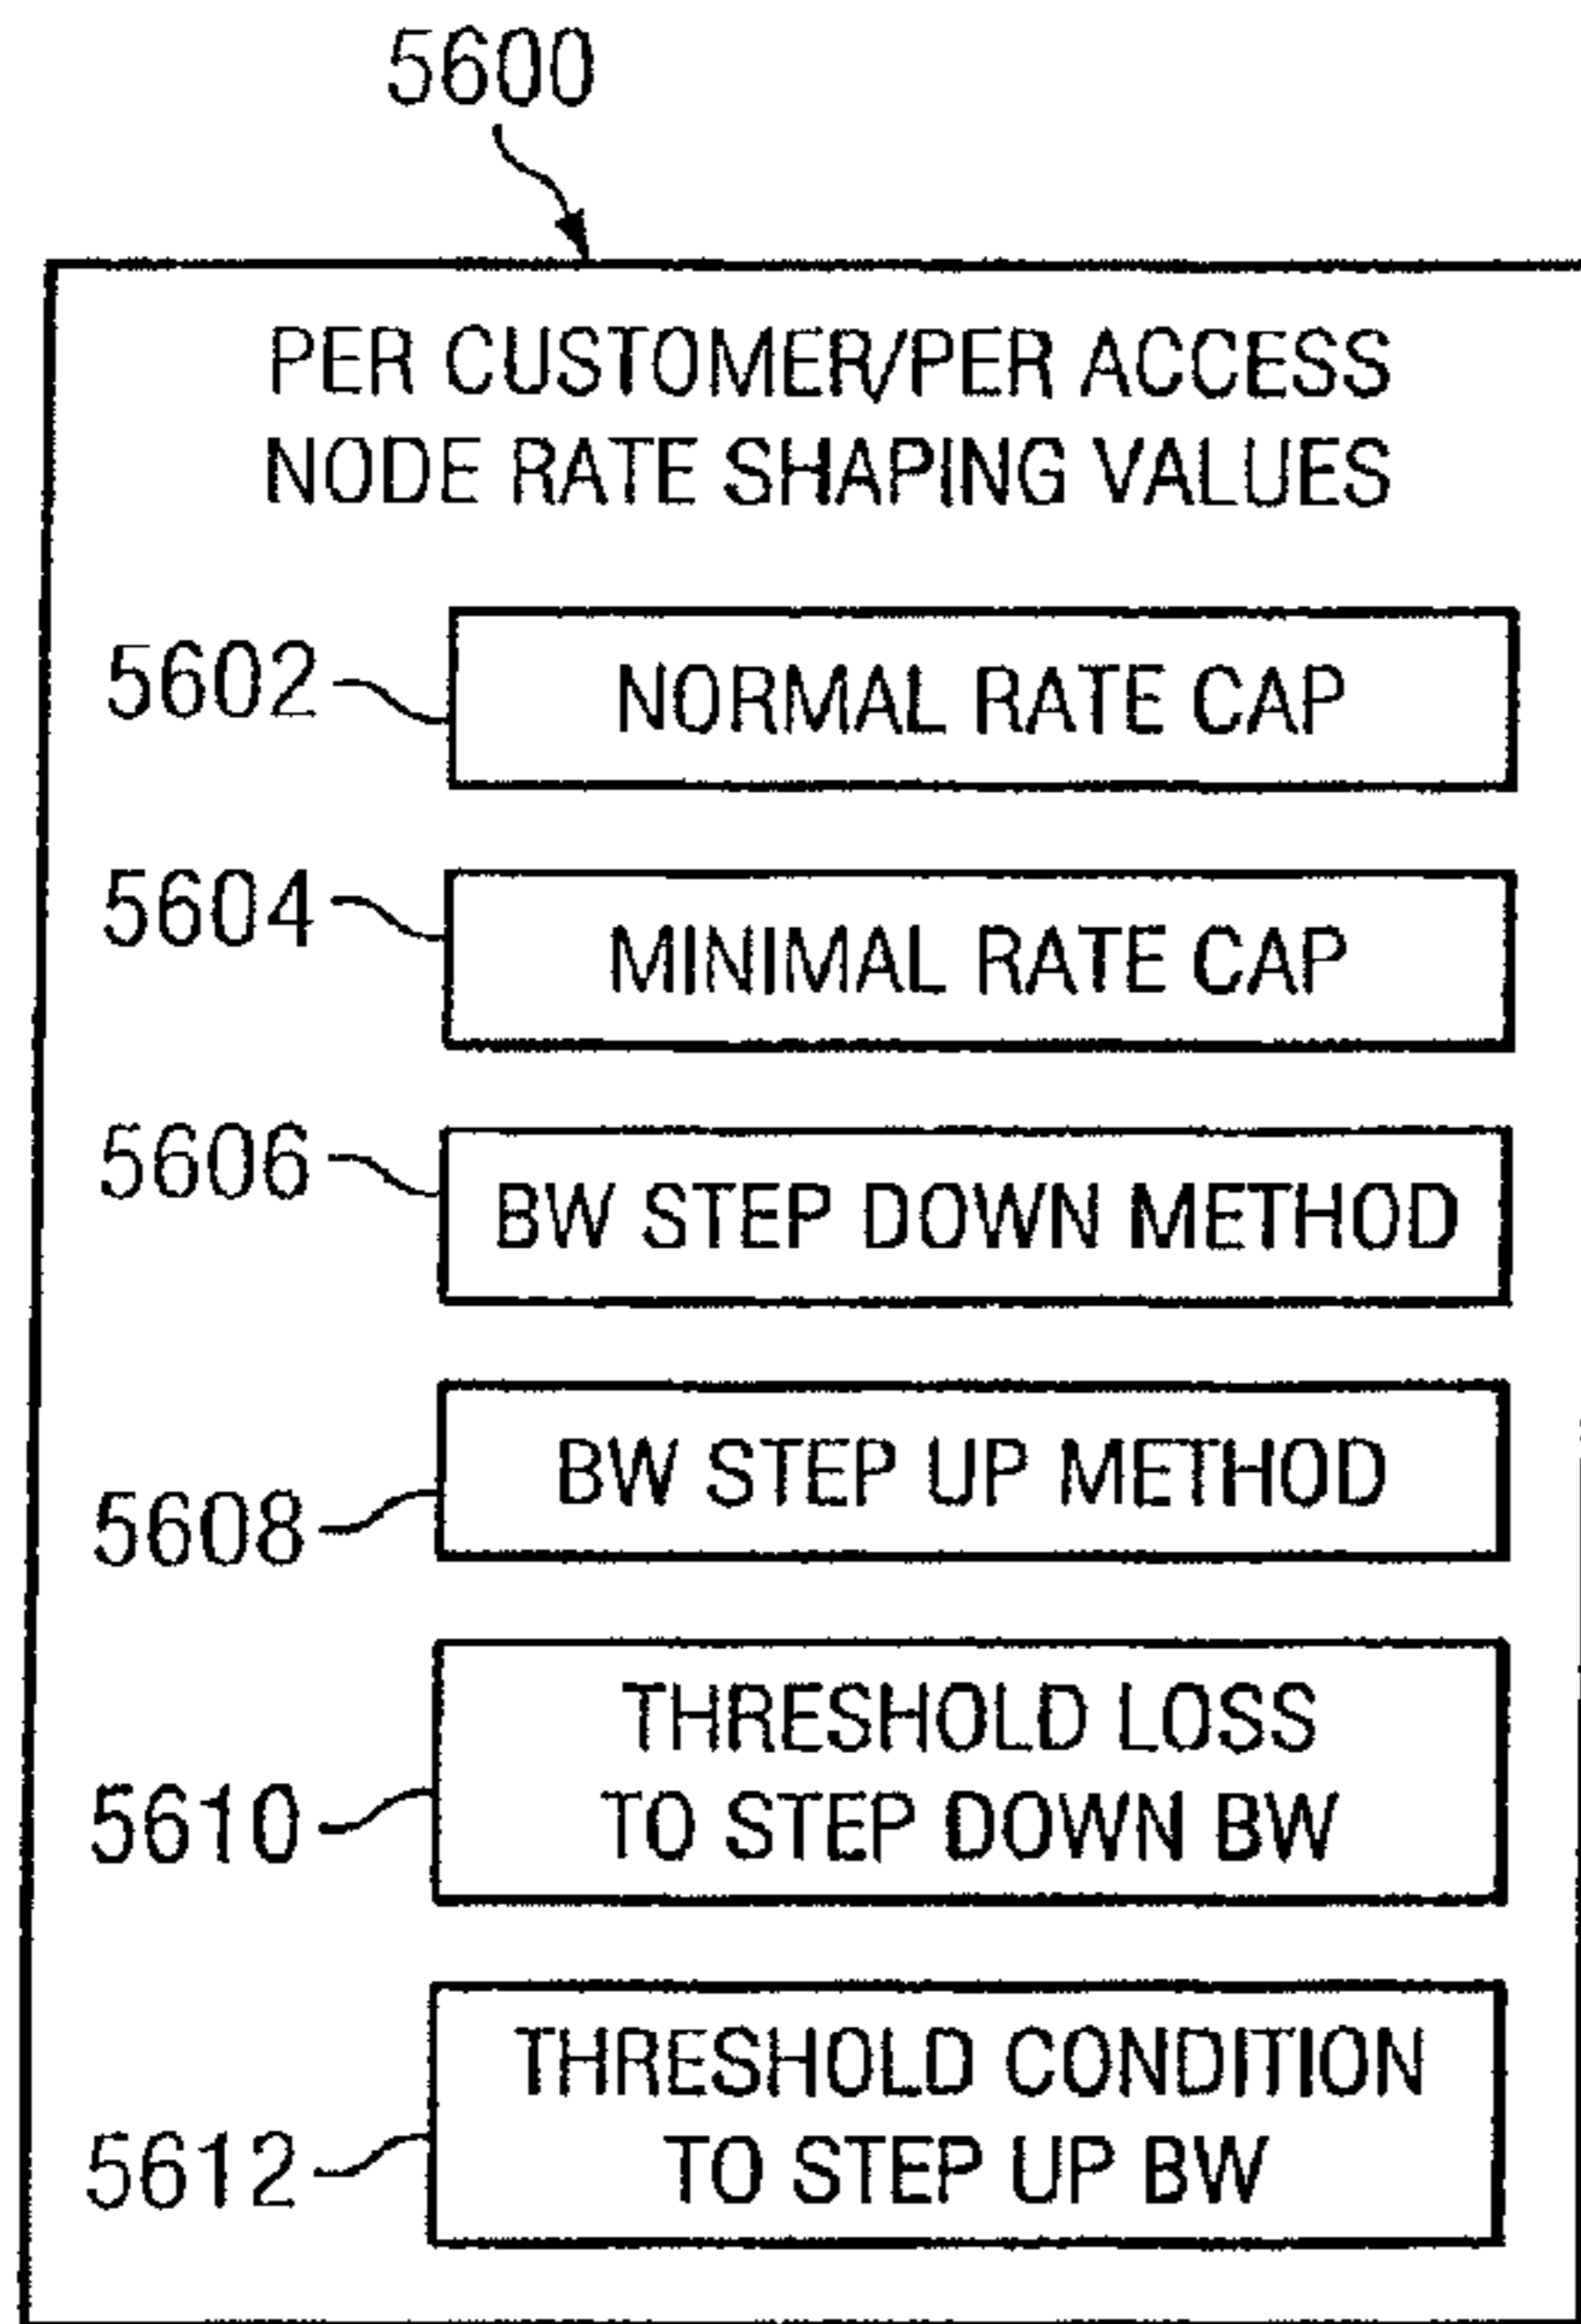 5600
PER CUSTOMER/PER ACCESS
NODE RATE SHAPING VALUES
5602
NORMAL RATE CAP
5604
MINIMAL RATE CAP
5606
BW STEP DOWN METHOD
5608
BW STEP UP METHOD
5610
THRESHOLD LOSS
TO STEP DOWN BW
5612
THRESHOLD CONDITION
TO STEP UP BW